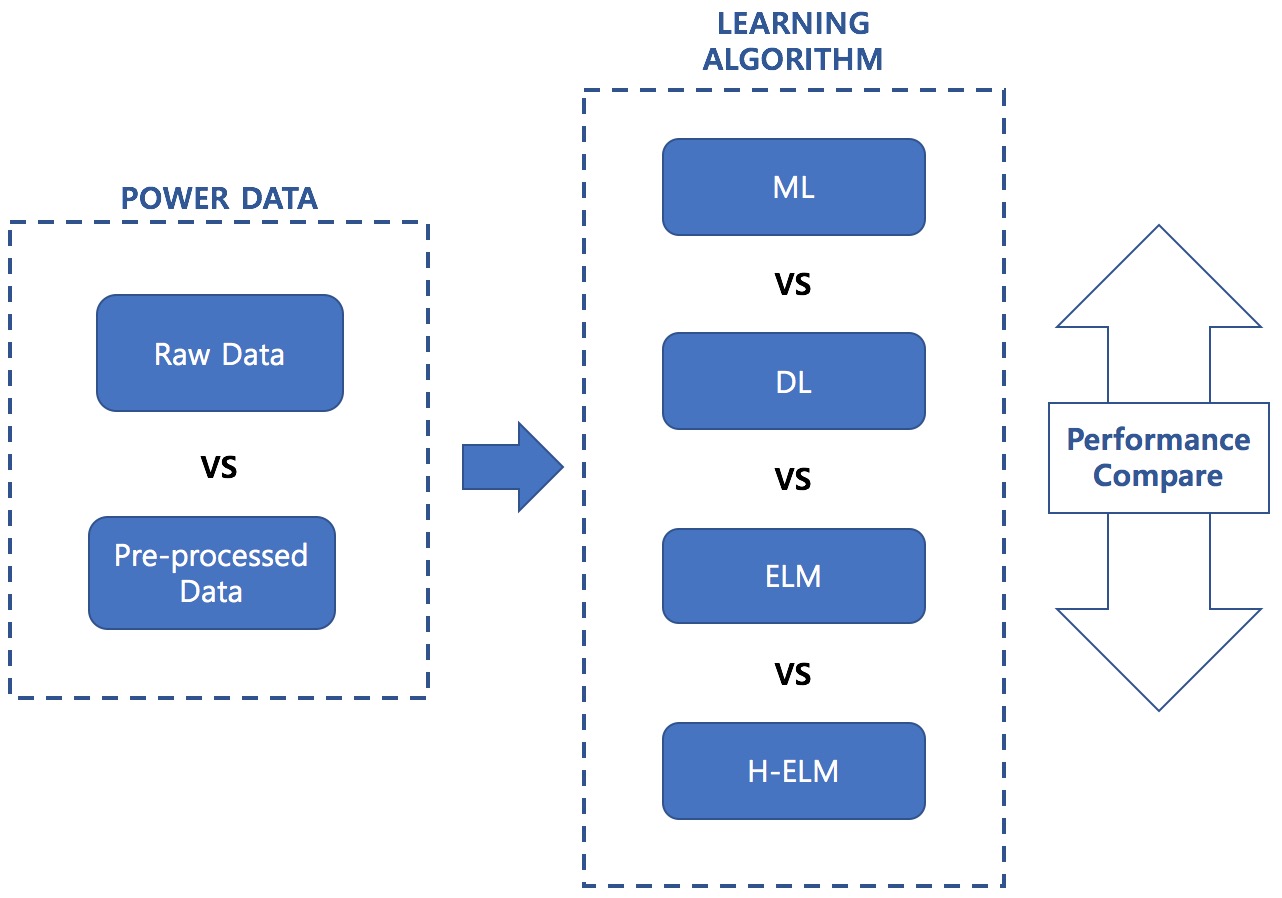 POWER DATA
Raw Data
VS
Pre-processed
Data
LEARNING
ALGORITHM
ML
VS
DL
VS
ELM
VS
H-ELM
Performance
Compare